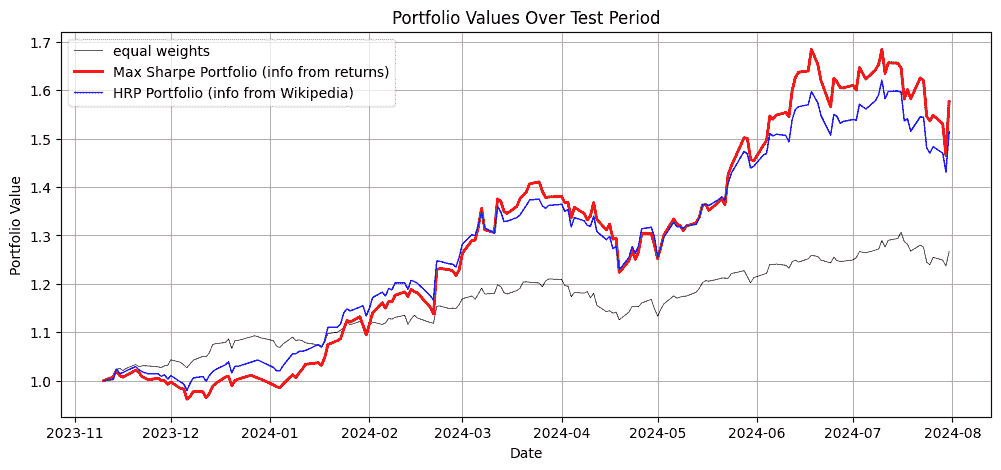 Portfolio Values Over Test Period
equal weights
Max Sharpe Portfolio (info from returns)
HRP Portfolio (info from Wikipedia)
Portfolio Value
1.7
1.6
1.5
1.4
1.3
1.2
1.1
1.0
2023-11 2023-12 2024-01 2024-02 2024-03 2024-04 2024-05 2024-06 2024-07 2024-08
Date